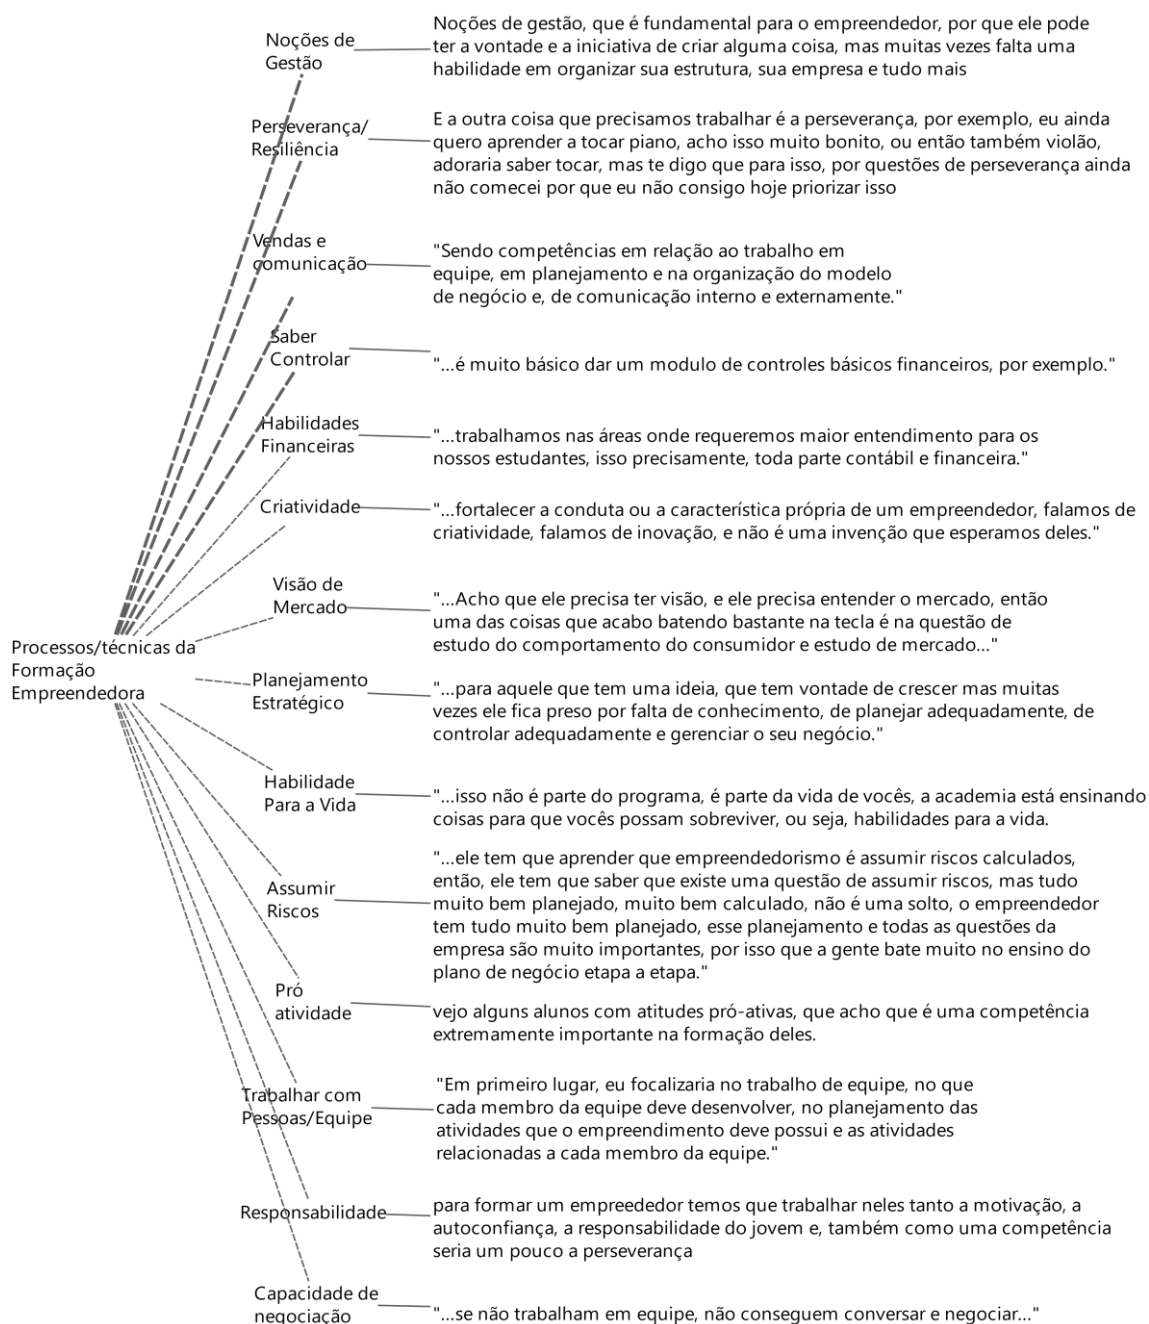 Noções de
Gestão
Noções de gestão, que é fundamental para o empreendedor, por que ele pode
ter a vontade e a iniciativa de criar alguma coisa, mas muitas vezes falta uma
habilidade em organizar sua estrutura, sua empresa e tudo mais
Perseverança/
Resiliência
E a outra coisa que precisamos trabalhar é a perseverança, por exemplo, eu ainda
quero aprender a tocar piano, acho isso muito bonito, ou então também violão,
adoraria saber tocar, mas te digo que para isso, por questões de perseverança ainda
não comecei por que eu não consigo hoje priorizar isso
Vendas e
comunicação
"Sendo competências em relação ao trabalho em
equipe, em planejamento e na organização do modelo
de negócio e, de comunicação interno e externamente."
Saber
Controlar
"...é muito básico dar um modulo de controles básicos financeiros, por exemplo."
Habilidades
Financeiras
"...trabalhamos nas áreas onde requeremos maior entendimento para os
nossos estudantes, isso precisamente, toda parte contábil e financeira."
Criatividade
"...fortalecer a conduta ou a característica própria de um empreendedor, falamos de
criatividade, falamos de inovação, e não é uma invenção que esperamos deles."
Visão de
Mercado
"...Acho que ele precisa ter visão, e ele precisa entender o mercado, então
uma das coisas que acabo batendo bastante na tecla é na questão de
estudo do comportamento do consumidor e estudo de mercado..."
Processos/técnicas da
Formação
Empreendedora
Planejamento
Estratégico
"...para aquele que tem uma ideia, que tem vontade de crescer mas muitas
vezes ele fica preso por falta de conhecimento, de planejar adequadamente, de
controlar adequadamente e gerenciar o seu negócio."
Habilidade
Para a Vida
"...isso não é parte do programa, é parte da vida de vocês, a academia está ensinando
coisas para que vocês possam sobreviver, ou seja, habilidades para a vida.
Assumir
Riscos
"...ele tem que aprender que empreendedorismo é assumir riscos calculados,
então, ele tem que saber que existe uma questão de assumir riscos, mas tudo
muito bem planejado, muito bem calculado, não é uma solto, o empreendedor
tem tudo muito bem planejado, esse planejamento e todas as questões da
empresa são muito importantes, por isso que a gente bate muito no ensino do
plano de negócio etapa a etapa."
Pró
atividade
vejo alguns alunos com atitudes pró-ativas, que acho que é uma competência
extremamente importante na formação deles.
Trabalhar com
Pessoas/Equipe
"Em primeiro lugar, eu focalizaria no trabalho de equipe, no que
cada membro da equipe deve desenvolver, no planejamento das
atividades que o empreendimento deve possui e as atividades
relacionadas a cada membro da equipe."
Responsabilidade
para formar um empreededor temos que trabalhar neles tanto a motivação, a
autoconfiança, a responsabilidade do jovem e, também como uma competência
seria um pouco a perseverança
Capacidade de
negociação
"...se não trabalham em equipe, não conseguem conversar e negociar..."